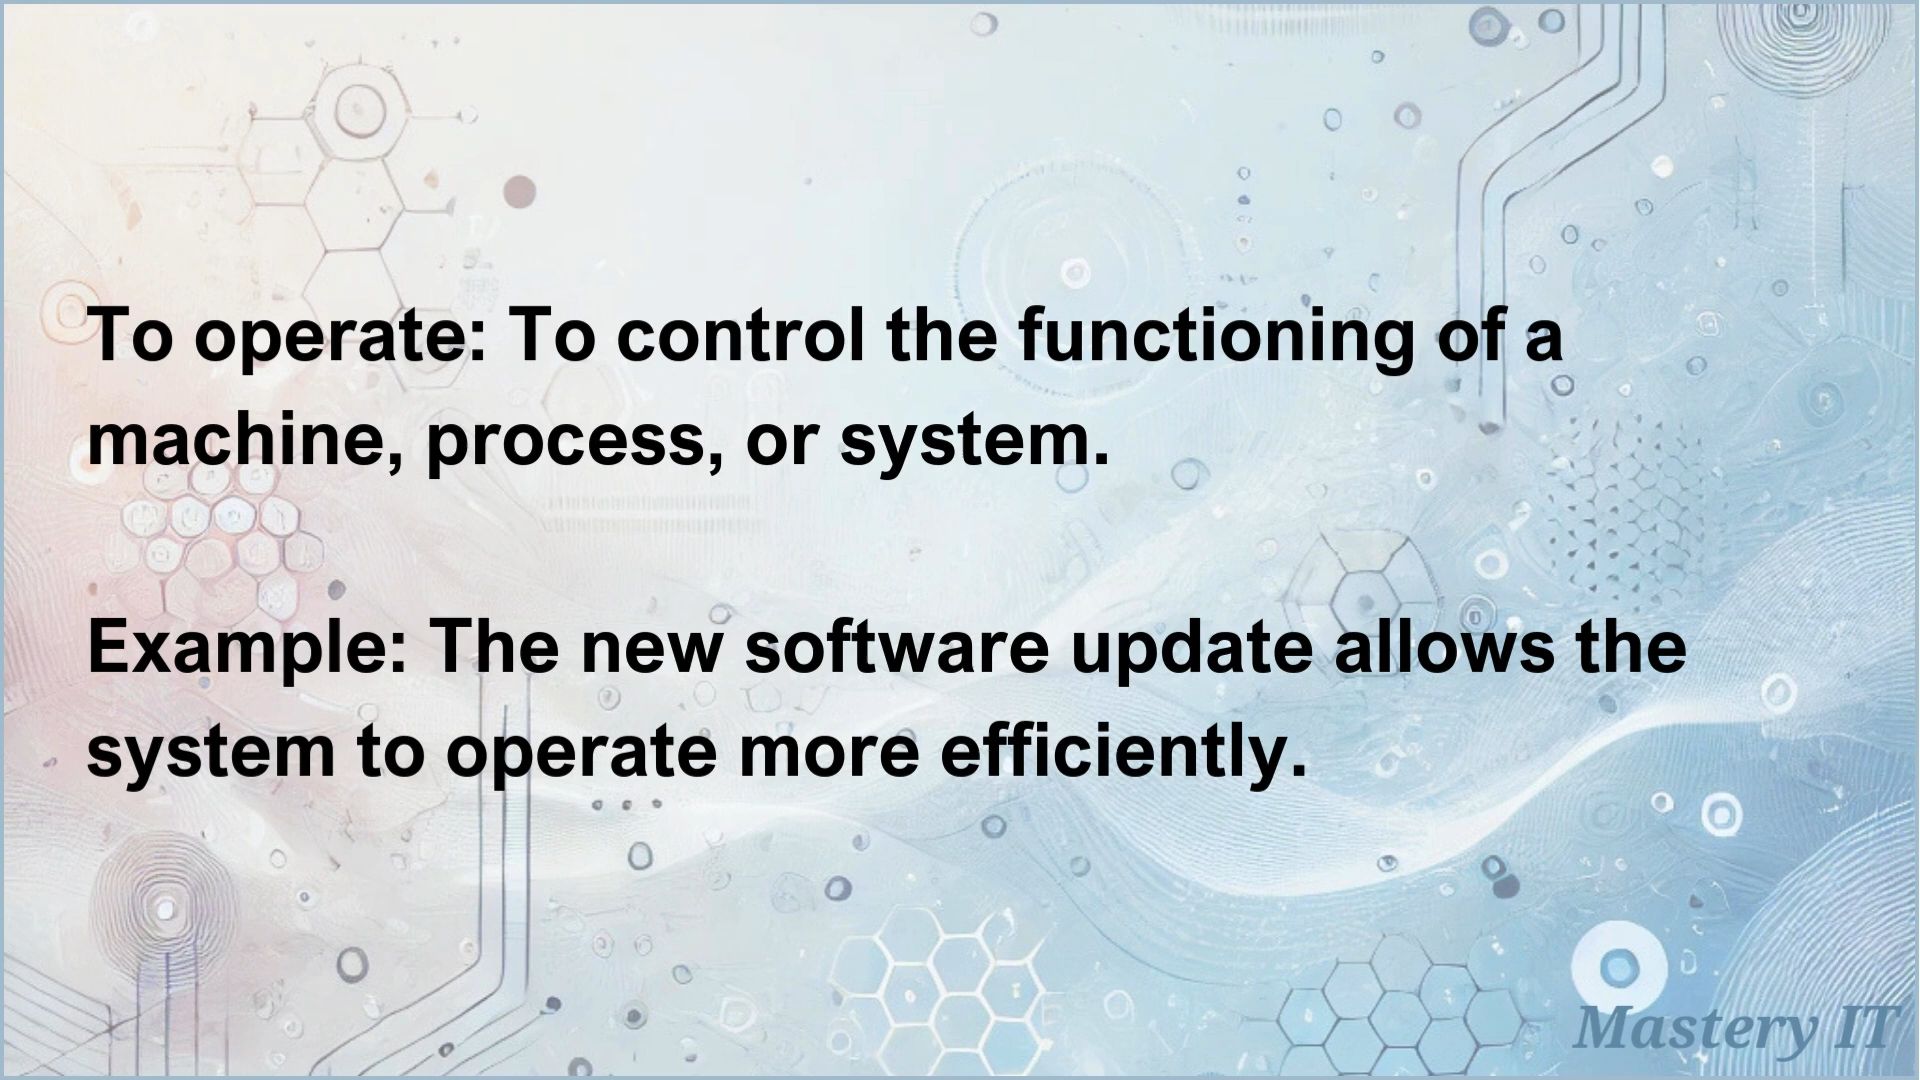 To operate: To control the functioning of a
machine, process, or system.
Example: The new software update allows the
system to operate more efficiently.
Mastery IT